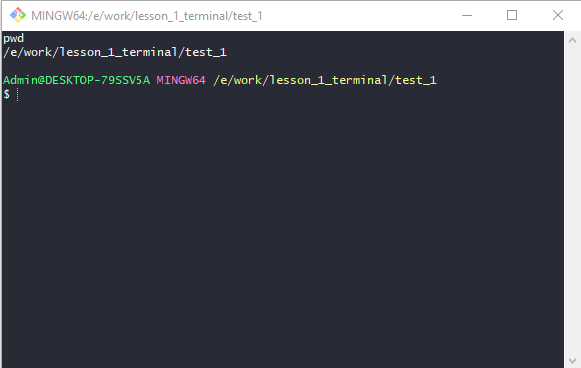 MINGW64:/e/work/lesson_1_terminal/test_1
pwd
/e/work/lesson_1_terminal/test_1
Admin@DESKTOP-79SSV5A MINGW64 /e/work/lesson_1_terminal/test_1
$